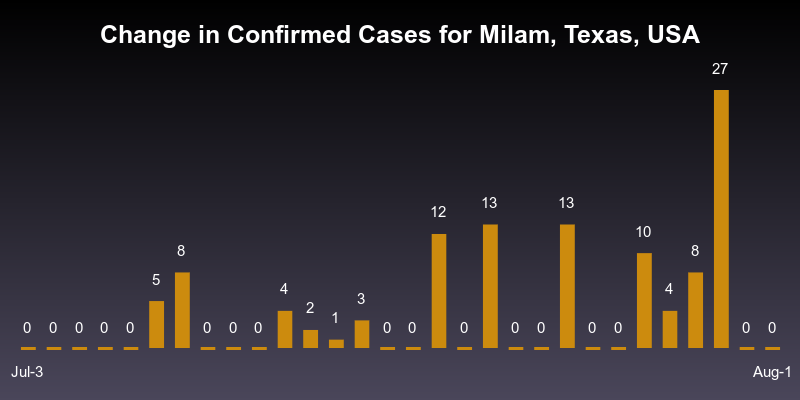 Change in Confirmed Cases for Milam, Texas, USA
27
12 13 13
10
8 8
5 4 4
2 1 3
0 0 0 0 0 0 0 0 0 0 0 0 0 0 0 0 0
Jul-3 Aug-1